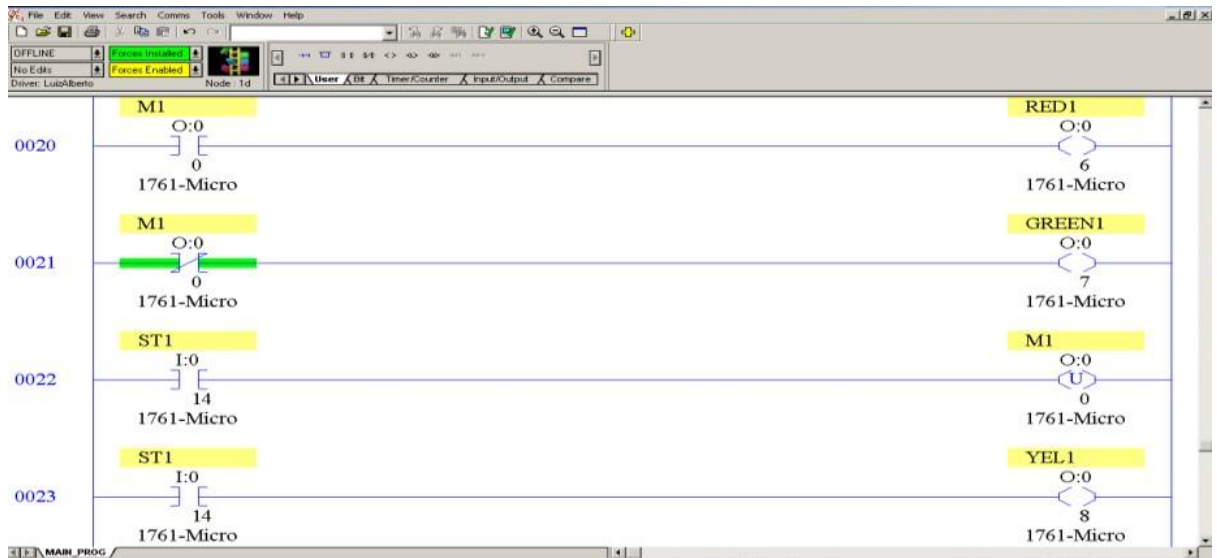 File Edit View Search Comms Tools Window Help
OFFLINE Forces Installed
No Edits Forces Enabled
Driver: LuizAlberto Node : 1d
User Bit Timer/Counter Input/Output Compare
M1 RED1
O:0 O:0
0020
0 6
1761-Micro 1761-Micro
M1 GREEN1
O:0 O:0
0021
0 7
1761-Micro 1761-Micro
ST1 M1
I:0 O:0
0022 U
14 0
1761-Micro 1761-Micro
ST1 YEL1
I:0 O:0
0023
14 8
1761-Micro 1761-Micro
MAIN_PROG